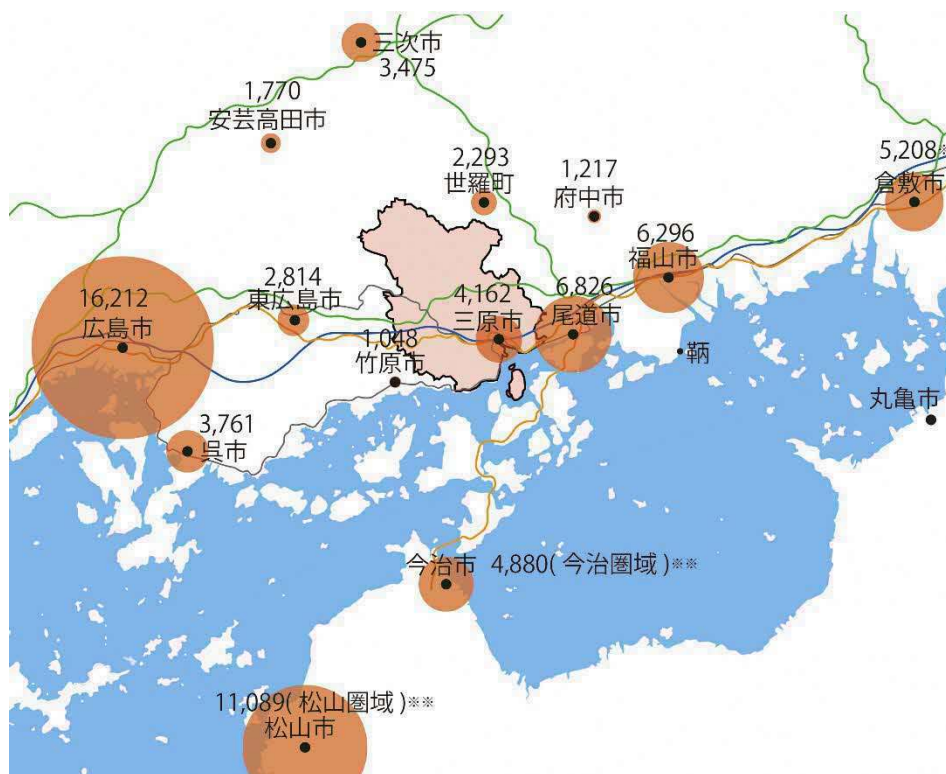 三次市
3,475
1,770
安芸高田市
2,293
世羅町
1,217
府中市
5,208※
倉敷市
6,296
福山市
16,212
広島市
2,814
東広島市
4,162
三原市
6,826
尾道市
1,048
竹原市
鞆
丸亀市
3,761
呉市
今治市 4,880(今治圏域)※※
11,089(松山圏域)※※
松山市